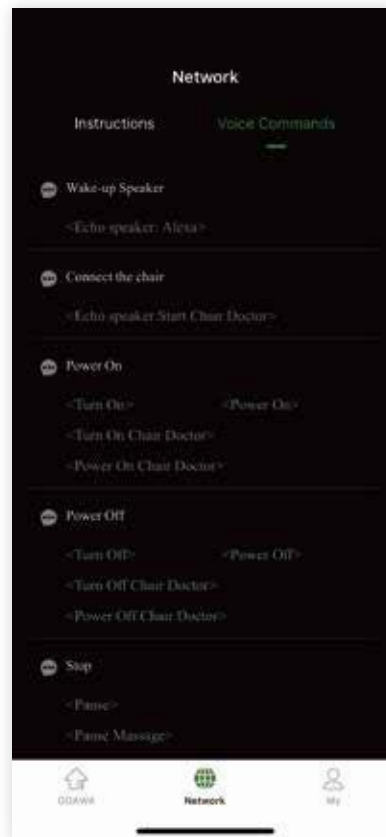 Network
Instructions Voice Commands
Wake-up Speaker
<Echo speaker: Alexa>
Connect the chair
<Echo speaker Start Chair Doctor>
Power On
<Turn On> <Power On>
<Turn On Chair Doctor>
<Power On Chair Doctor>
Power Off
<Turn Off> <Power Off>
<Turn Off Chair Doctor>
<Power Off Chair Doctor>
Stop
<Pause>
<Pause Massage>
Network My